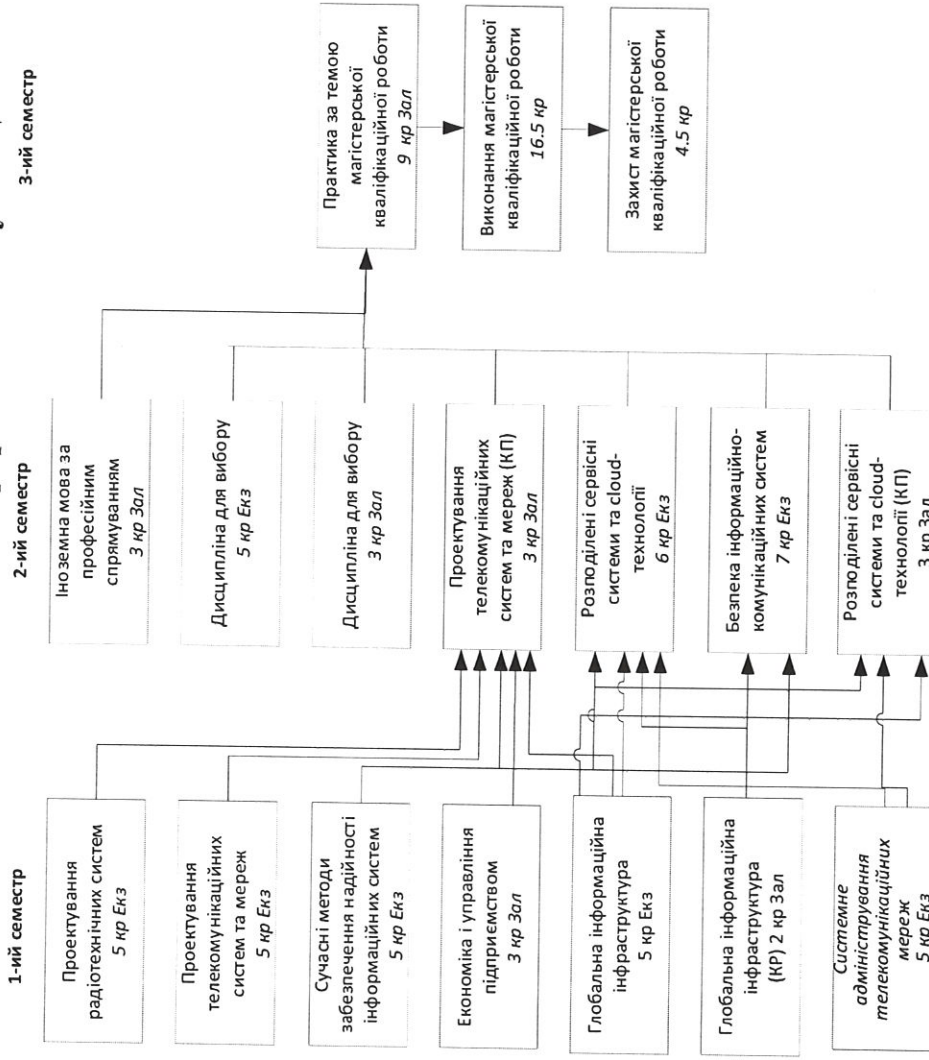 1-ий семестр
Проектування
радіотехнічних систем
5 кр Екз
Проектування
телекомунікаційних
систем та мереж
5 кр Екз
Сучасні методи
забезпечення надійності
інформаційних систем
5 кр Екз
Економіка і управління
підприємством
3 кр Зал
Глобальна інформаційна
інфраструктура
5 кр Екз
Глобальна інформаційна
інфраструктура
(КР) 2 кр Зал
Системне
адміністрування
телекомунікаційних
мереж
5 кр Екз
2-ий семестр
Іноземна мова за
професійним
спрямуванням
3 кр Зал
Дисципліна для вибору
5 кр Екз
Дисципліна для вибору
3 кр Зал
Проектування
телекомунікаційних
систем та мереж (КП)
3 кр Зал
Розподілені сервісні
системи та cloud-
технології
6 кр Екз
Безпека інформаційно-
комунікаційних систем
7 кр Екз
Розподілені сервісні
системи та cloud-
технології (КП)
3 кр Зал
3-ий семестр
Практика за темою
магістерської
кваліфікаційної роботи
9 кр Зал
Виконання магістерської
кваліфікаційної роботи
16.5 кр
Захист магістерської
кваліфікаційної роботи
4.5 кр